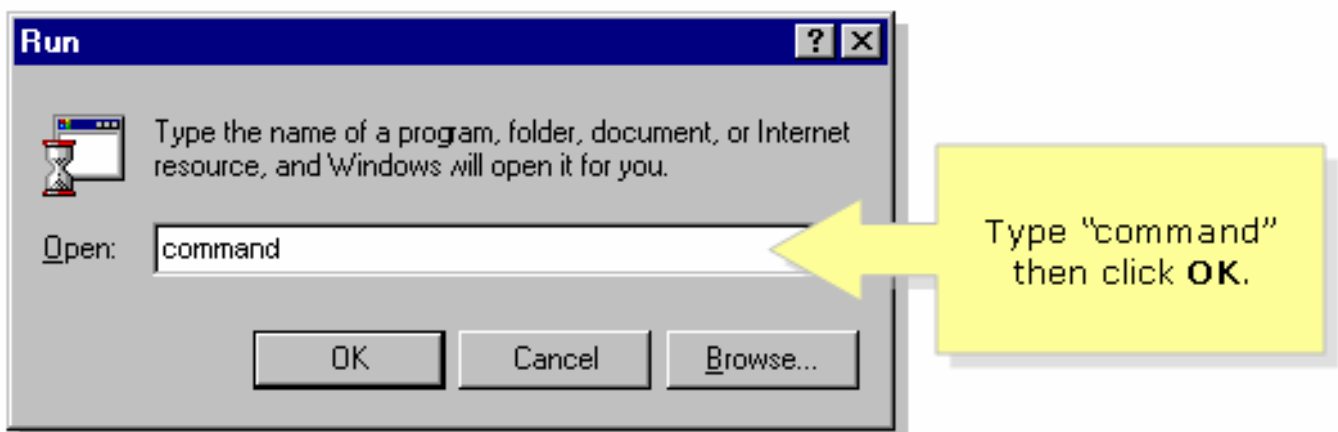 Run
Type the name of a program, folder, document, or Internet
resource, and Windows will open it for you.
Open: command
OK Cancel Browse...
Type “command”
then click OK.